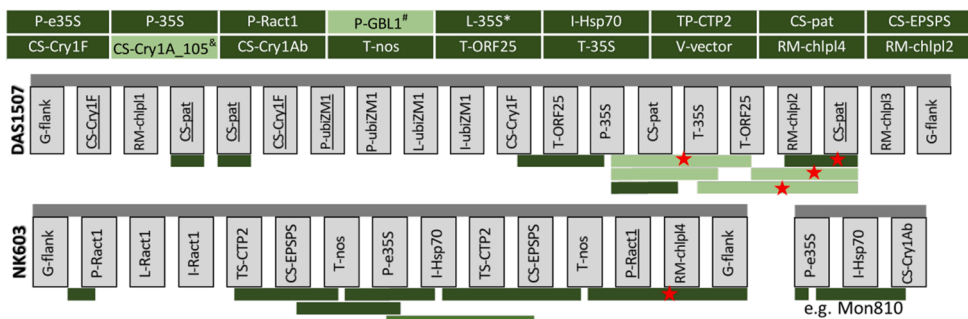 P-e35S P-35S P-Ract1 P-GBL1# L-35S* I-Hsp70 TP-CTP2 CS-pat CS-EPSPS
CS-Cry1F CS-Cry1A_105& CS-Cry1Ab T-nos T-ORF25 T-35S V-vector RM-chlpl4 RM-chlpl2
DAS1507
G-flank
CS-Cry1F
RM-chlpl1
CS-pat
CS-pat
CS-Cry1F
P-ubiZM1
P-ubiZM1
L-ubiZM1
I-ubiZM1
CS-Cry1F
T-ORF25
P-35S
CS-pat
T-35S
T-ORF25
RM-chlpl2
CS-pat
RM-chlpl3
G-flank
NK603
G-flank
P-Ract1
L-Ract1
I-Ract1
TS-CTP2
CS-EPSPS
T-nos
P-e35S
I-Hsp70
TS-CTP2
CS-EPSPS
T-nos
P-Ract1
RM-chlpl4
G-flank
P-e35S
I-Hsp70
CS-Cry1Ab
e.g. Mon810